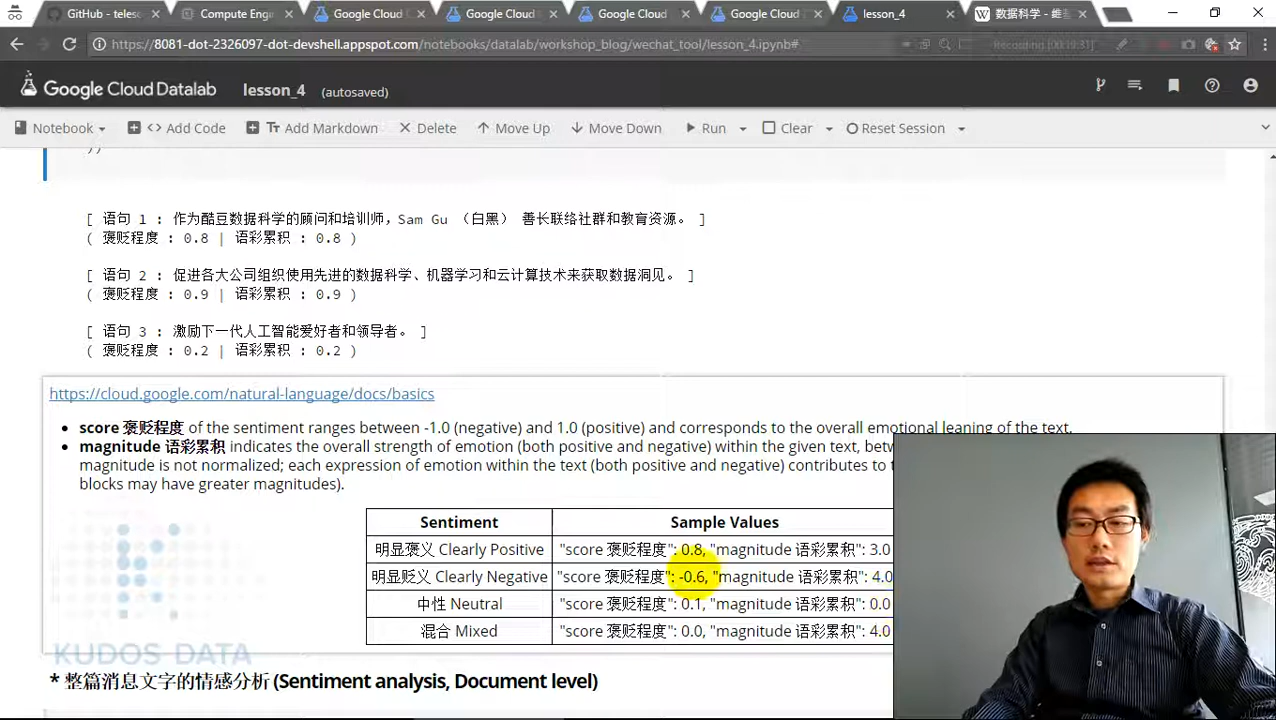 GitHub - telesc
Compute Eng
Google Cloud
Google Cloud
Google Cloud
Google Cloud
lesson_4
数据科学 - 維
https://8081-dot-2326097-dot-devshell.appspot.com/notebooks/datalab/workshop_blog/wechat_tool/lesson_4.ipynb#
Recording [00:19:31]
Google Cloud Datalab lesson_4 (autosaved)
Notebook <> Add Code Tт Add Markdown Delete Move Up Move Down Run Clear Reset Session
))
[ 语句 1 : 作为酷豆数据科学的顾问和培训师，Sam Gu （白黑） 善长联络社群和教育资源。 ]
( 褒贬程度 : 0.8 | 语彩累积 : 0.8 )
[ 语句 2 : 促进各大公司组织使用先进的数据科学、机器学习和云计算技术来获取数据洞见。 ]
( 褒贬程度 : 0.9 | 语彩累积 : 0.9 )
[ 语句 3 : 激励下一代人工智能爱好者和领导者。 ]
( 褒贬程度 : 0.2 | 语彩累积 : 0.2 )
https://cloud.google.com/natural-language/docs/basics
• score 褒贬程度 of the sentiment ranges between -1.0 (negative) and 1.0 (positive) and corresponds to the overall emotional leaning of the text.
• magnitude 语彩累积 indicates the overall strength of emotion (both positive and negative) within the given text, bet
magnitude is not normalized; each expression of emotion within the text (both positive and negative) contributes to
blocks may have greater magnitudes).
Sentiment Sample Values
明显褒义 Clearly Positive "score 褒贬程度": 0.8, "magnitude 语彩累积": 3.0
明显贬义 Clearly Negative "score 褒贬程度": -0.6, "magnitude 语彩累积": 4.0
中性 Neutral "score 褒贬程度": 0.1, "magnitude 语彩累积": 0.0
混合 Mixed "score 褒贬程度": 0.0, "magnitude 语彩累积": 4.0
KUDOS DATA
* 整篇消息文字的情感分析 (Sentiment analysis, Document level)